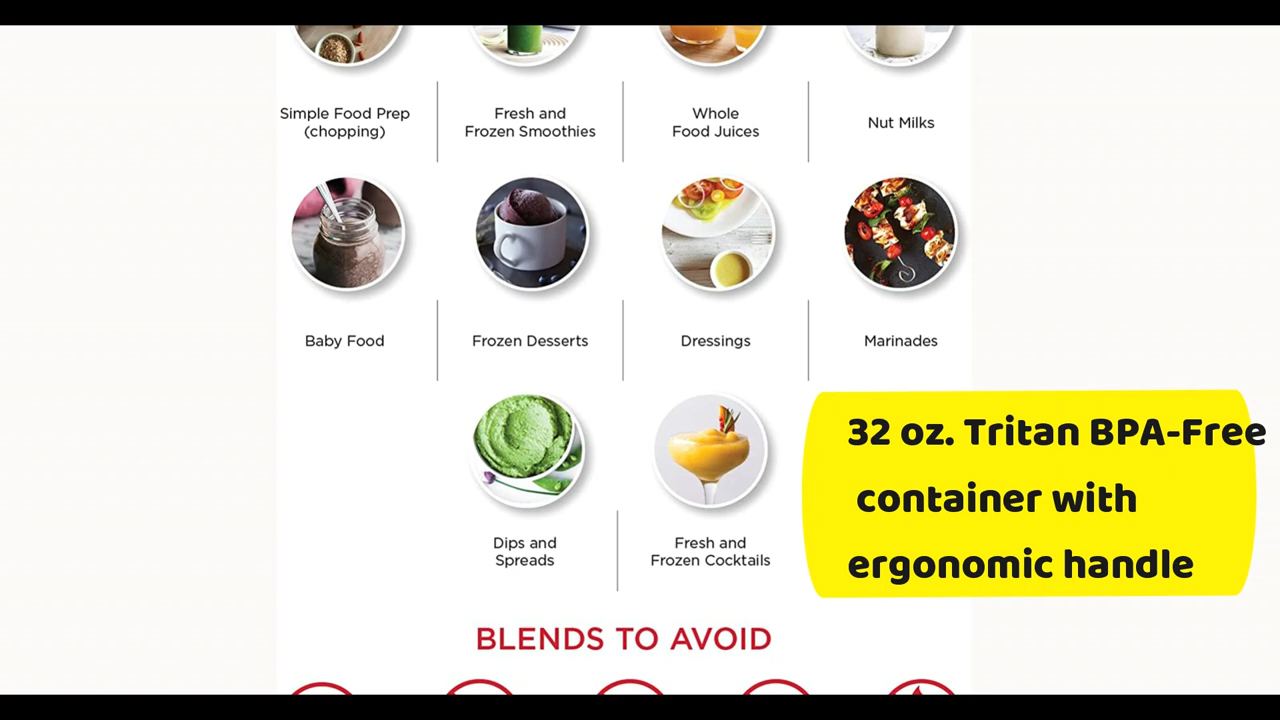 Simple Food Prep
(chopping)
Fresh and
Frozen Smoothies
Whole
Food Juices
Nut Milks
Baby Food
Frozen Desserts
Dressings
Marinades
Dips and
Spreads
Fresh and
Frozen Cocktails
32 oz. Tritan BPA-Free
container with
ergonomic handle
BLENDS TO AVOID